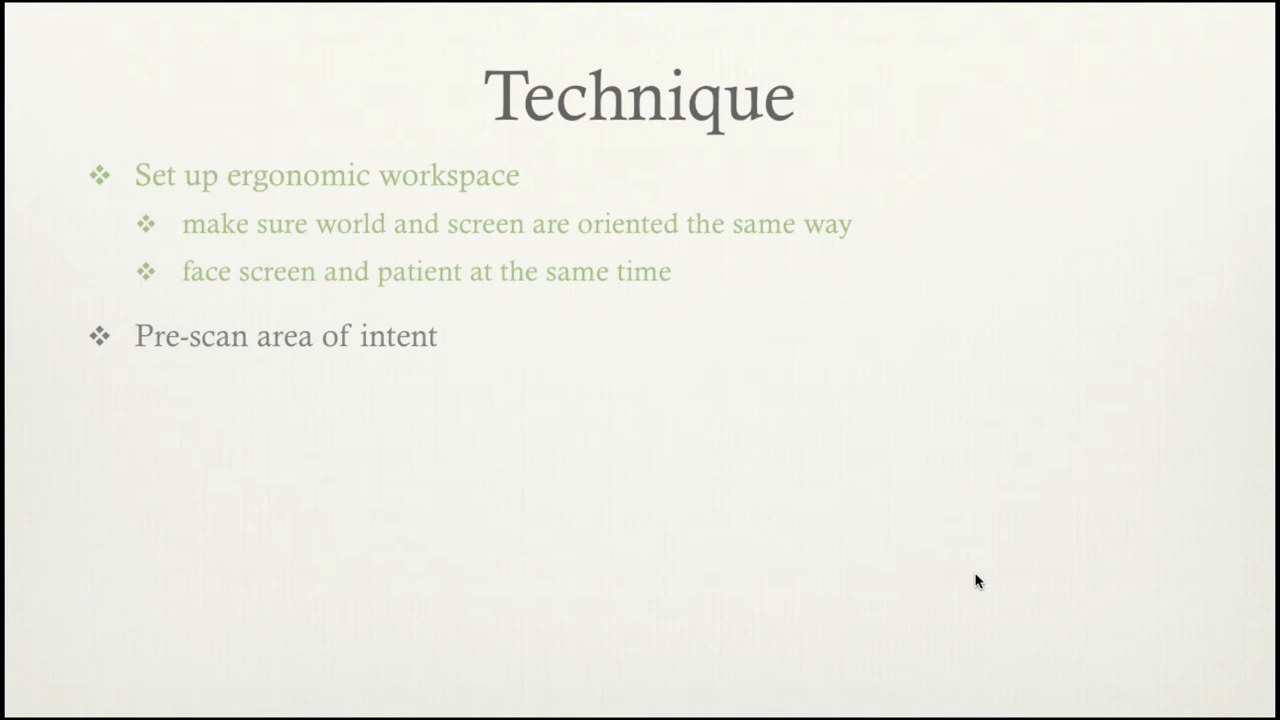 Technique
Set up ergonomic workspace
make sure world and screen are oriented the same way
face screen and patient at the same time
Pre-scan area of intent